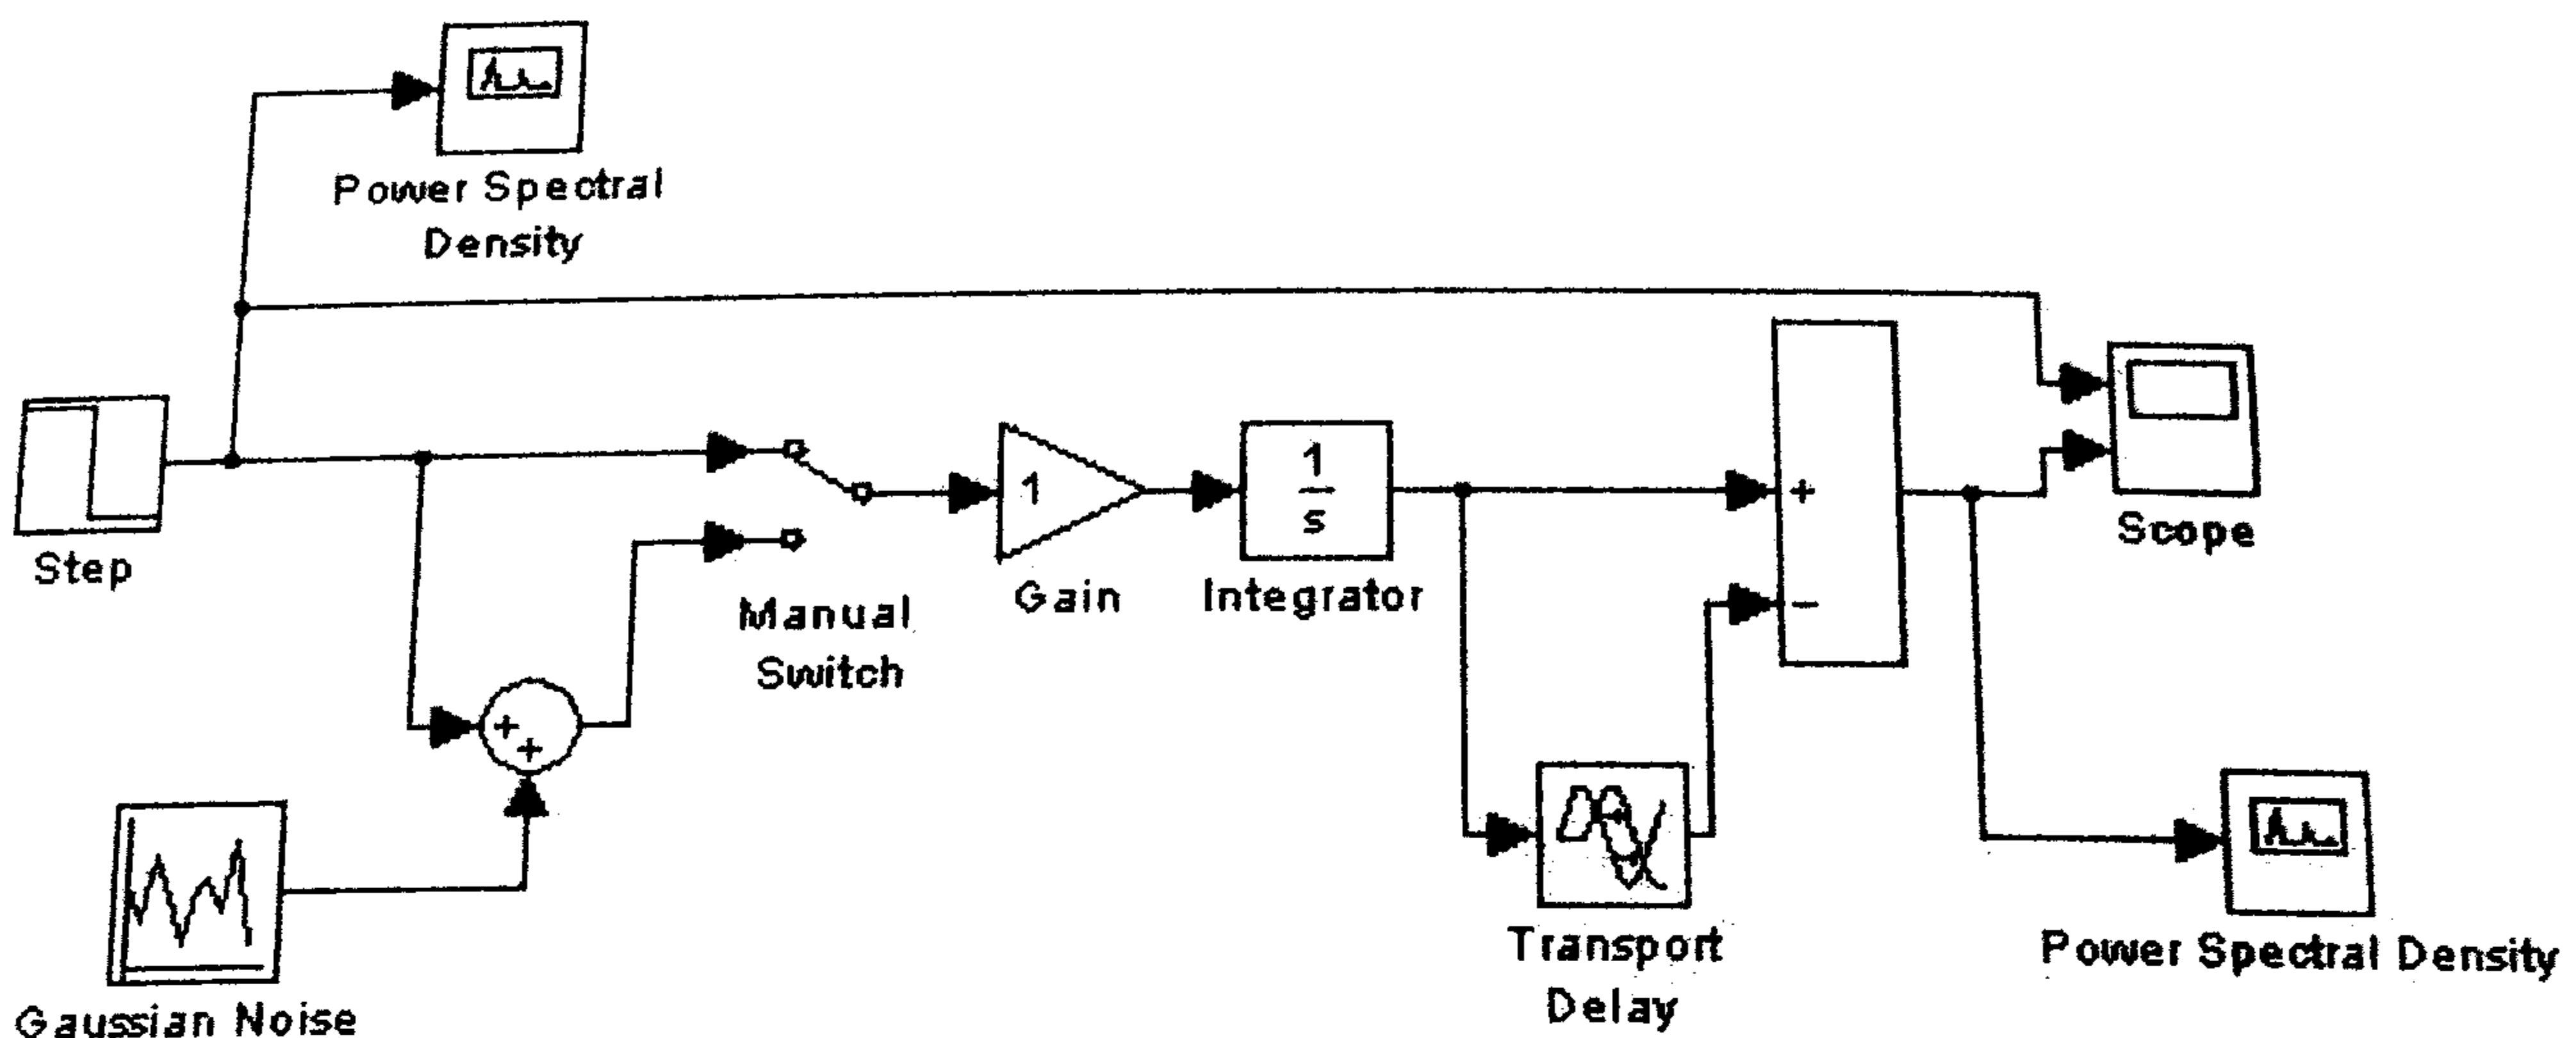 Power Spectral
Density
Step
Manual
Switch
1
Gain
1
s
Integrator
+
−
Scope
+
+
Gaussian Noise
Transport
Delay
Power Spectral Density